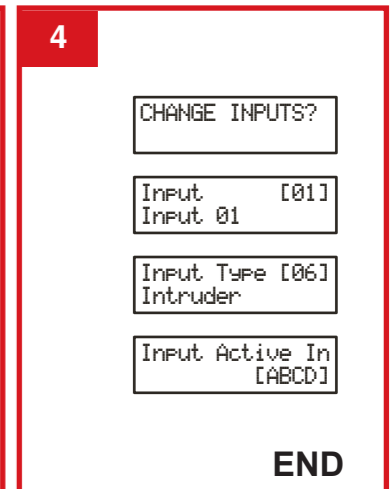 4
CHANGE INPUTS?
Input [01]
Input 01
Input Type [06]
Intruder
Input Active In
[ABCD]
END